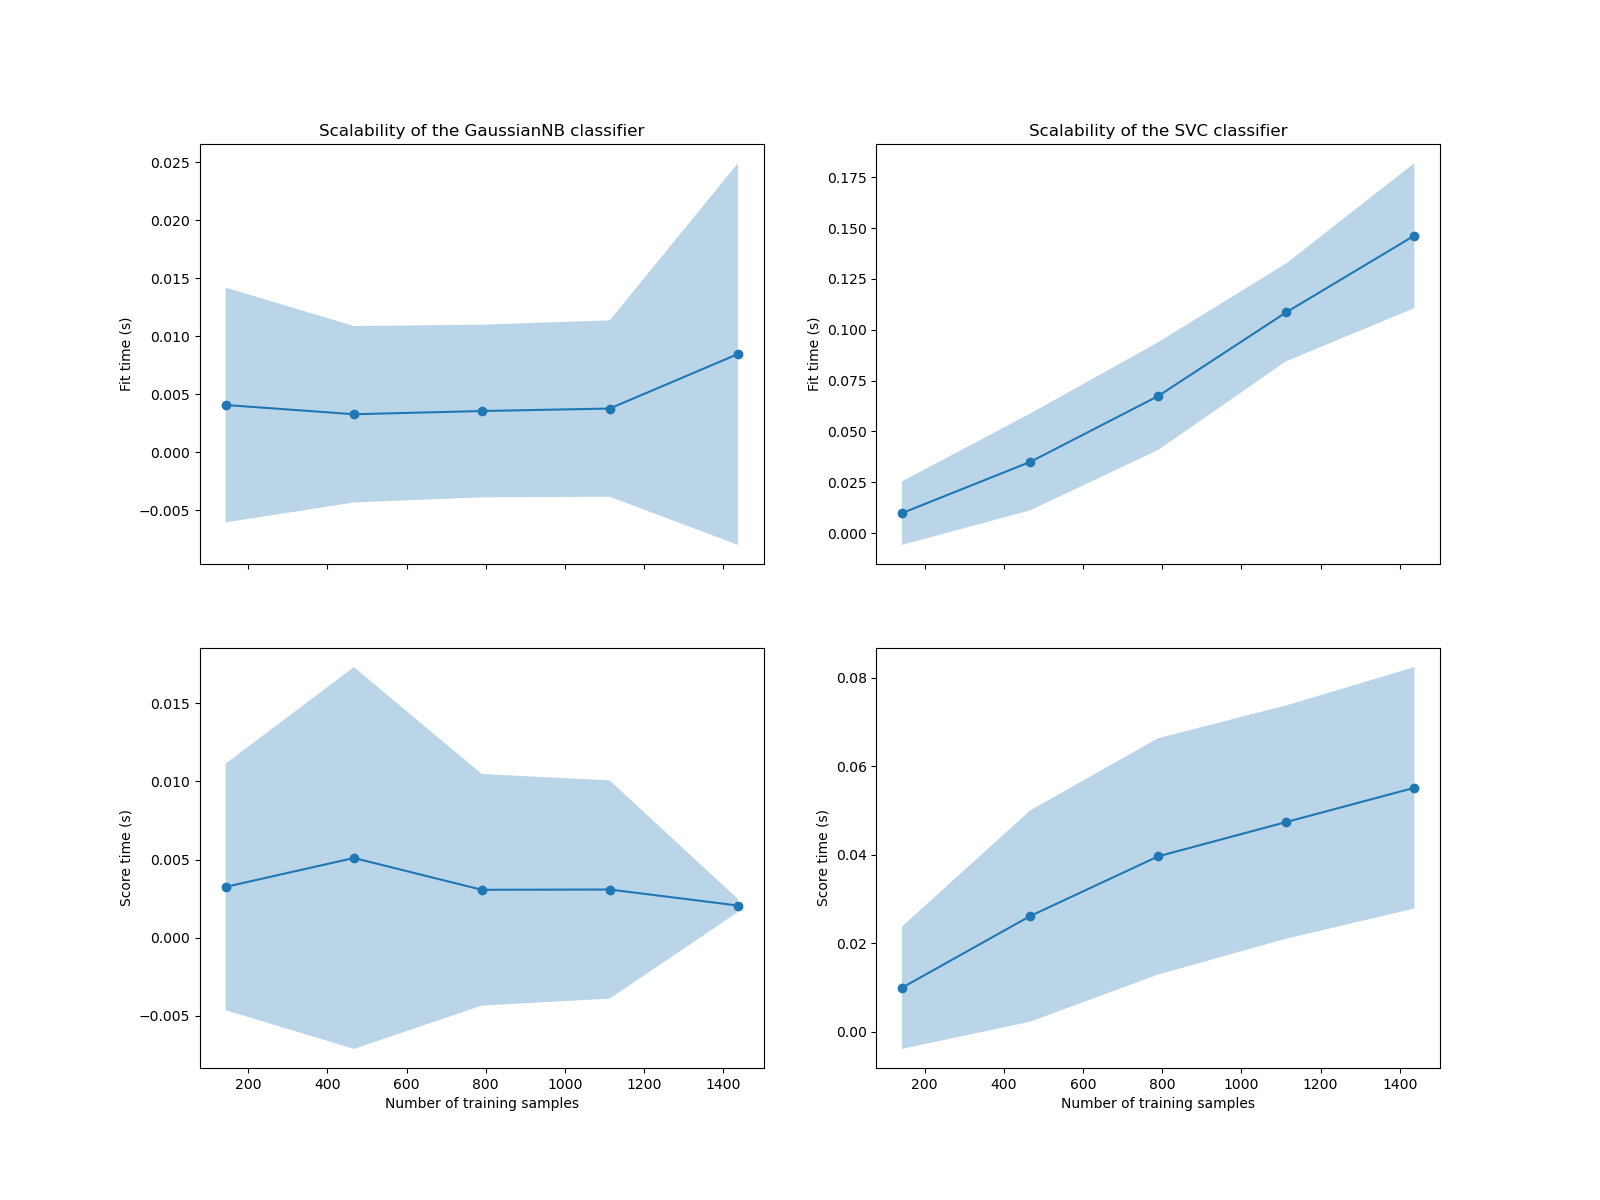 Scalability of the GaussianNB classifier
0.025
0.020
0.015
0.010
0.005
0.000
−0.005
Fit time (s)
Scalability of the SVC classifier
0.175
0.150
0.125
0.100
0.075
0.050
0.025
0.000
Fit time (s)
0.015
0.010
0.005
0.000
−0.005
Score time (s)
200 400 600 800 1000 1200 1400
Number of training samples
0.08
0.06
0.04
0.02
0.00
Score time (s)
200 400 600 800 1000 1200 1400
Number of training samples